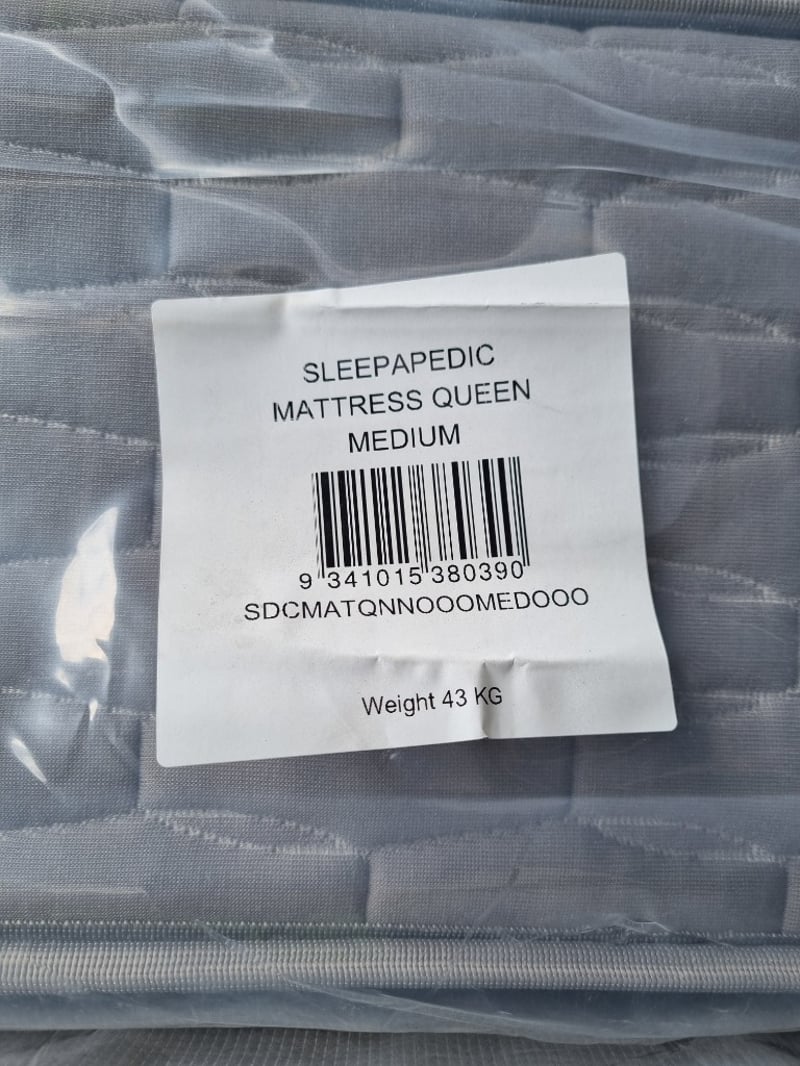 SLEEPAPEDIC
MATTRESS QUEEN
MEDIUM
9 341015 380390
SDCMATQNNOOOMEDOOO
Weight 43 KG